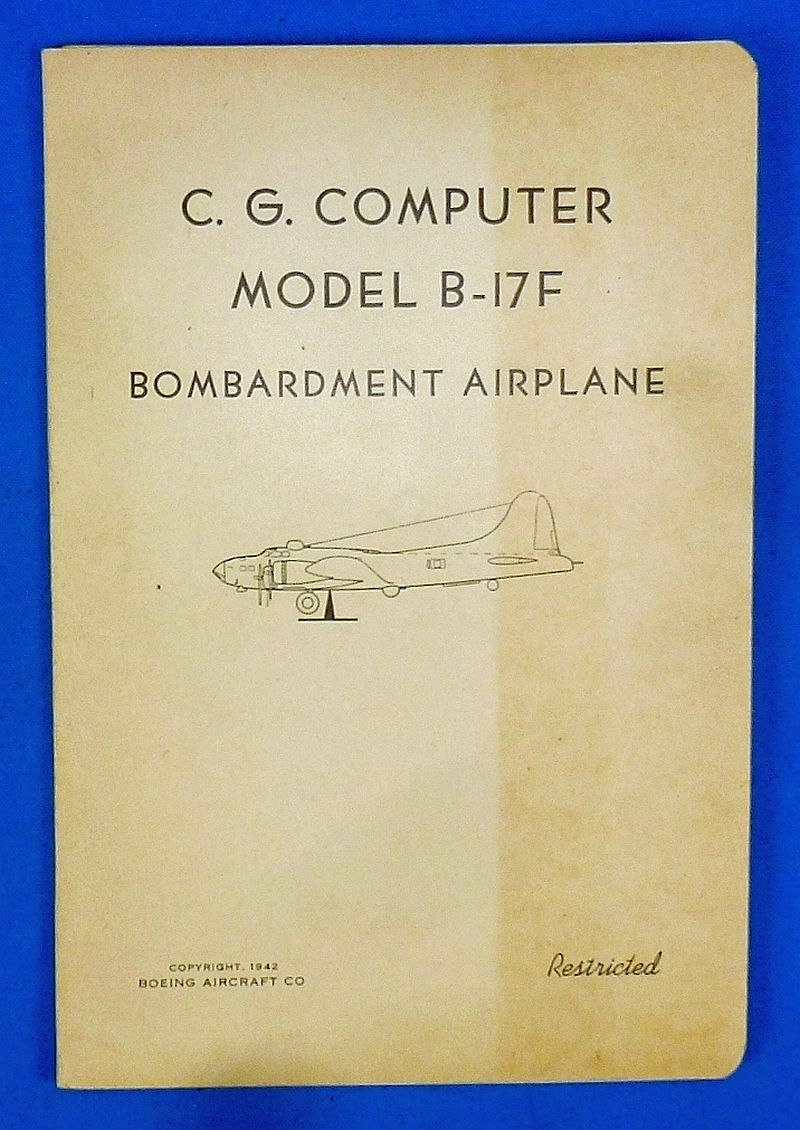 C. G. COMPUTER
MODEL B-17F
BOMBARDMENT AIRPLANE
COPYRIGHT, 1942
BOEING AIRCRAFT CO
Restricted